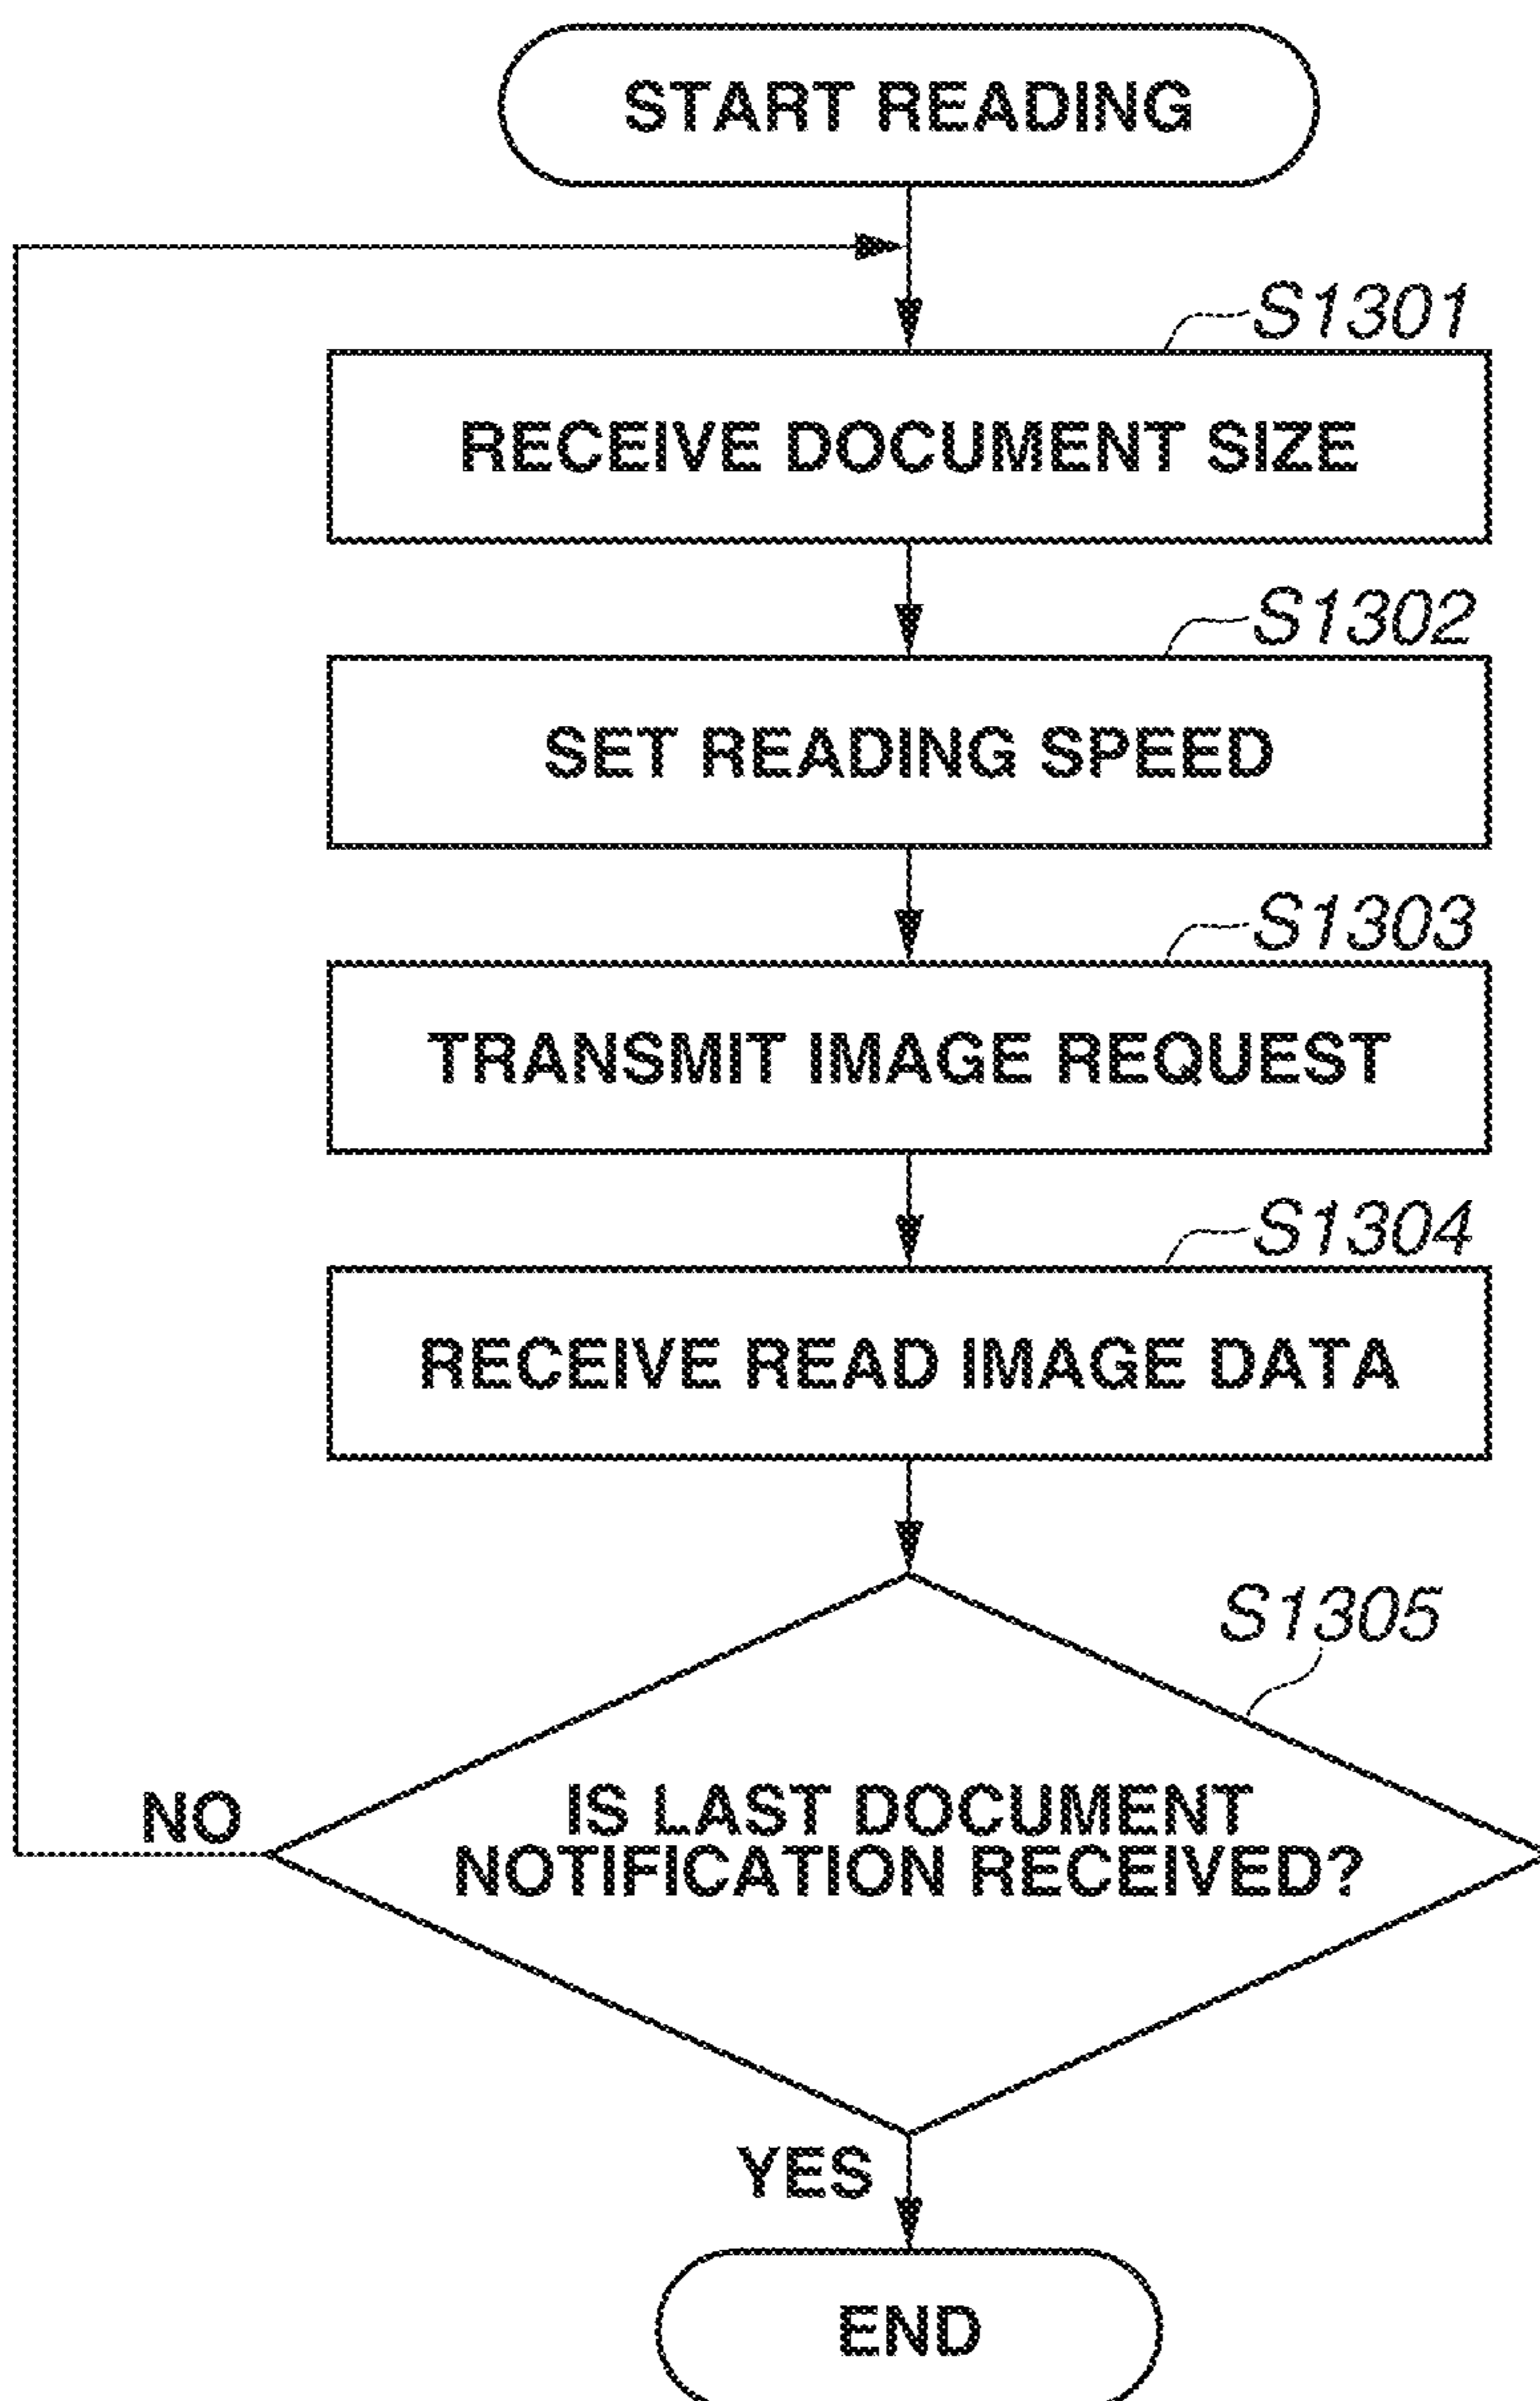 START READING
S1301
RECEIVE DOCUMENT SIZE
S1302
SET READING SPEED
S1303
TRANSMIT IMAGE REQUEST
S1304
RECEIVE READ IMAGE DATA
S1305
IS LAST DOCUMENT
NOTIFICATION RECEIVED?
NO
YES
END